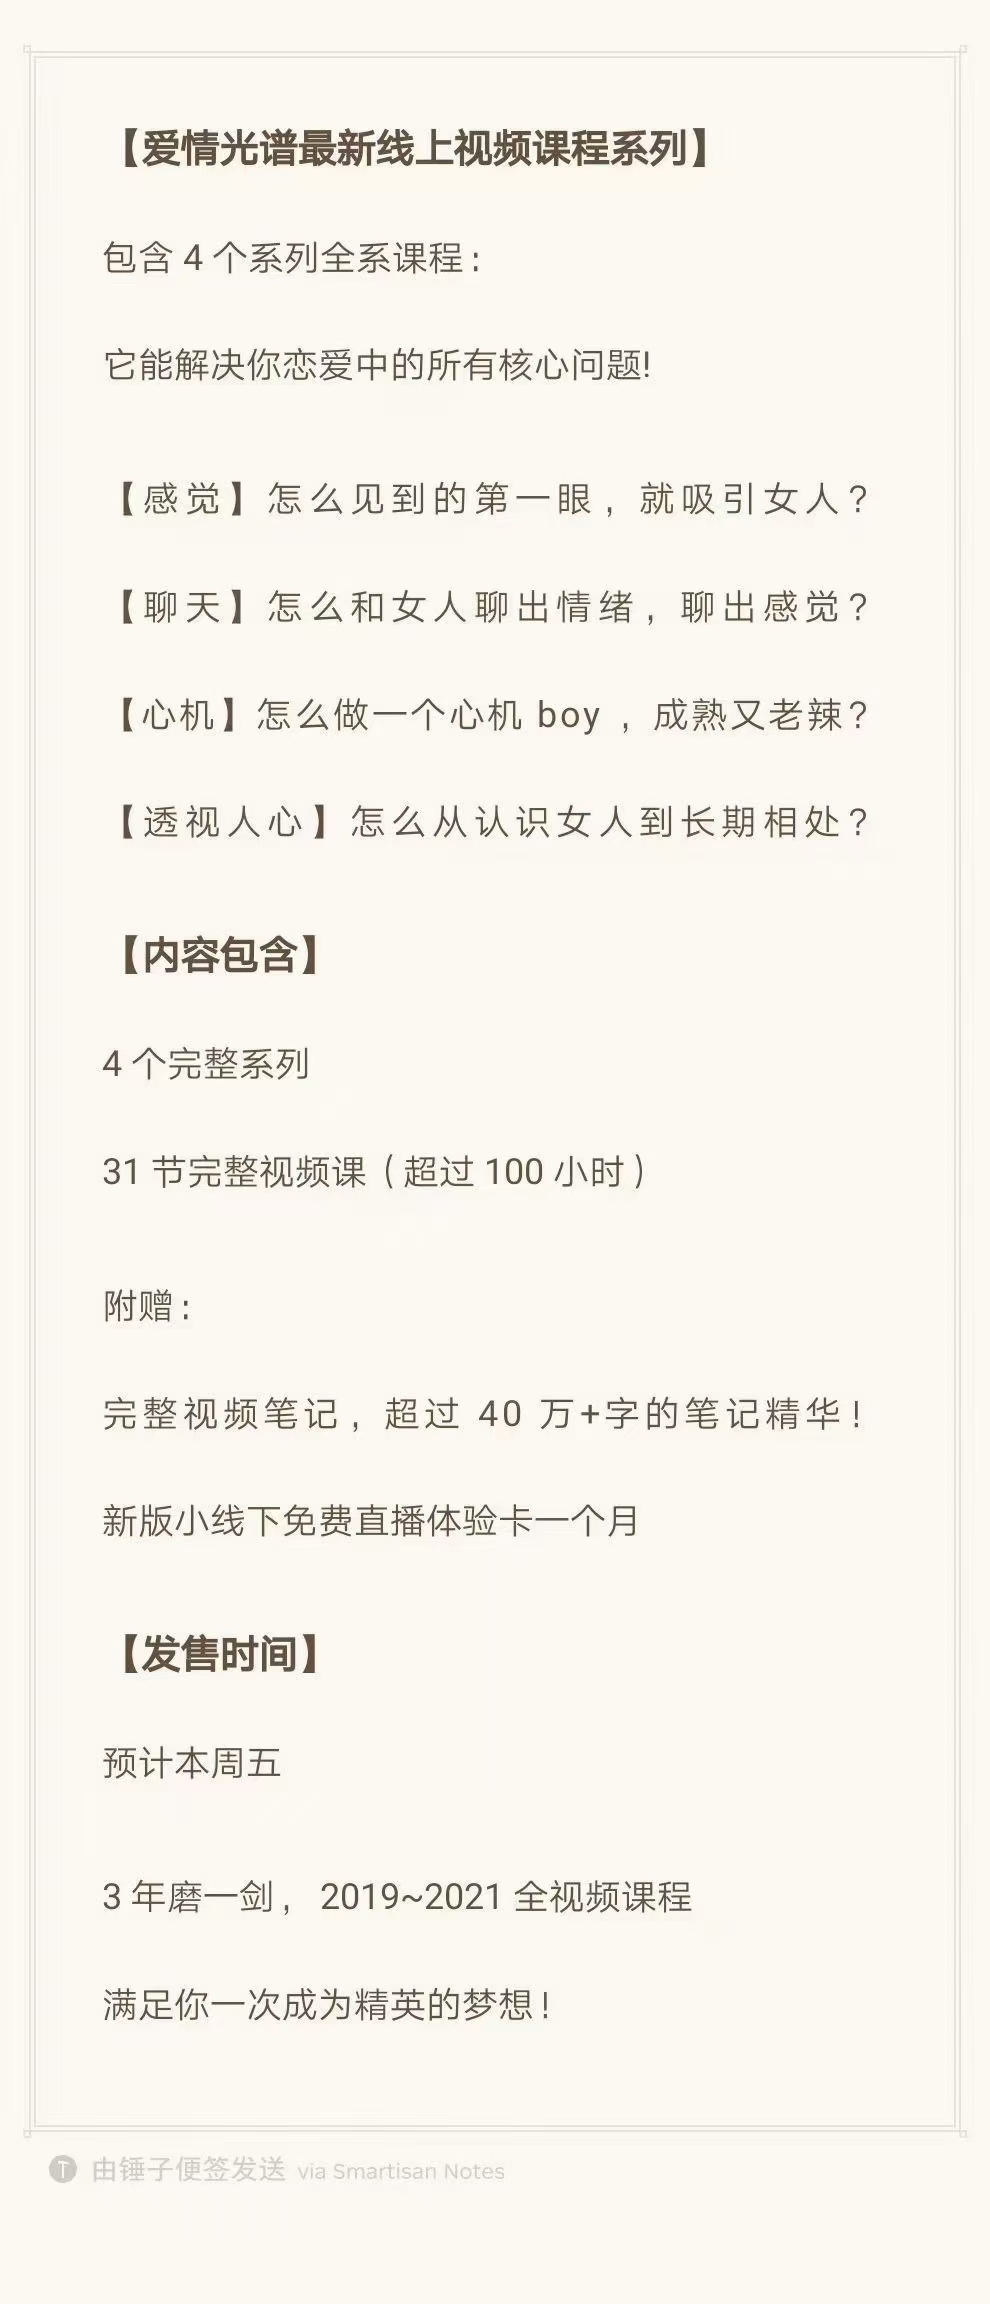 【爱情光谱最新线上视频课程系列】
包含 4 个系列全系课程：
它能解决你恋爱中的所有核心问题!
【感觉】怎么见到的第一眼，就吸引女人？
【聊天】怎么和女人聊出情绪，聊出感觉？
【心机】怎么做一个心机 boy ，成熟又老辣？
【透视人心】怎么从认识女人到长期相处？
【内容包含】
4 个完整系列
31 节完整视频课（超过 100 小时）
附赠：
完整视频笔记，超过 40 万+字的笔记精华！
新版小线下免费直播体验卡一个月
【发售时间】
预计本周五
3 年磨一剑， 2019~2021 全视频课程
满足你一次成为精英的梦想！
T 由锤子便签发送 via Smartisan Notes